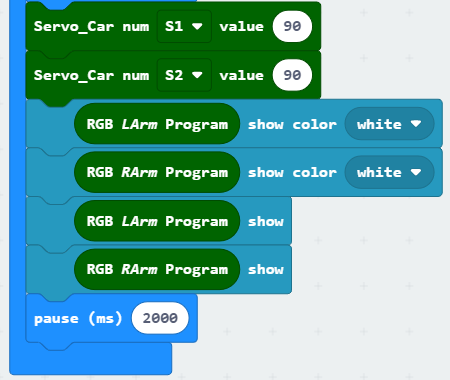 Servo_Car num S1 value 90
Servo_Car num S2 value 90
RGB LArm Program show color white
RGB RArm Program show color white
RGB LArm Program show
RGB RArm Program show
pause (ms) 2000